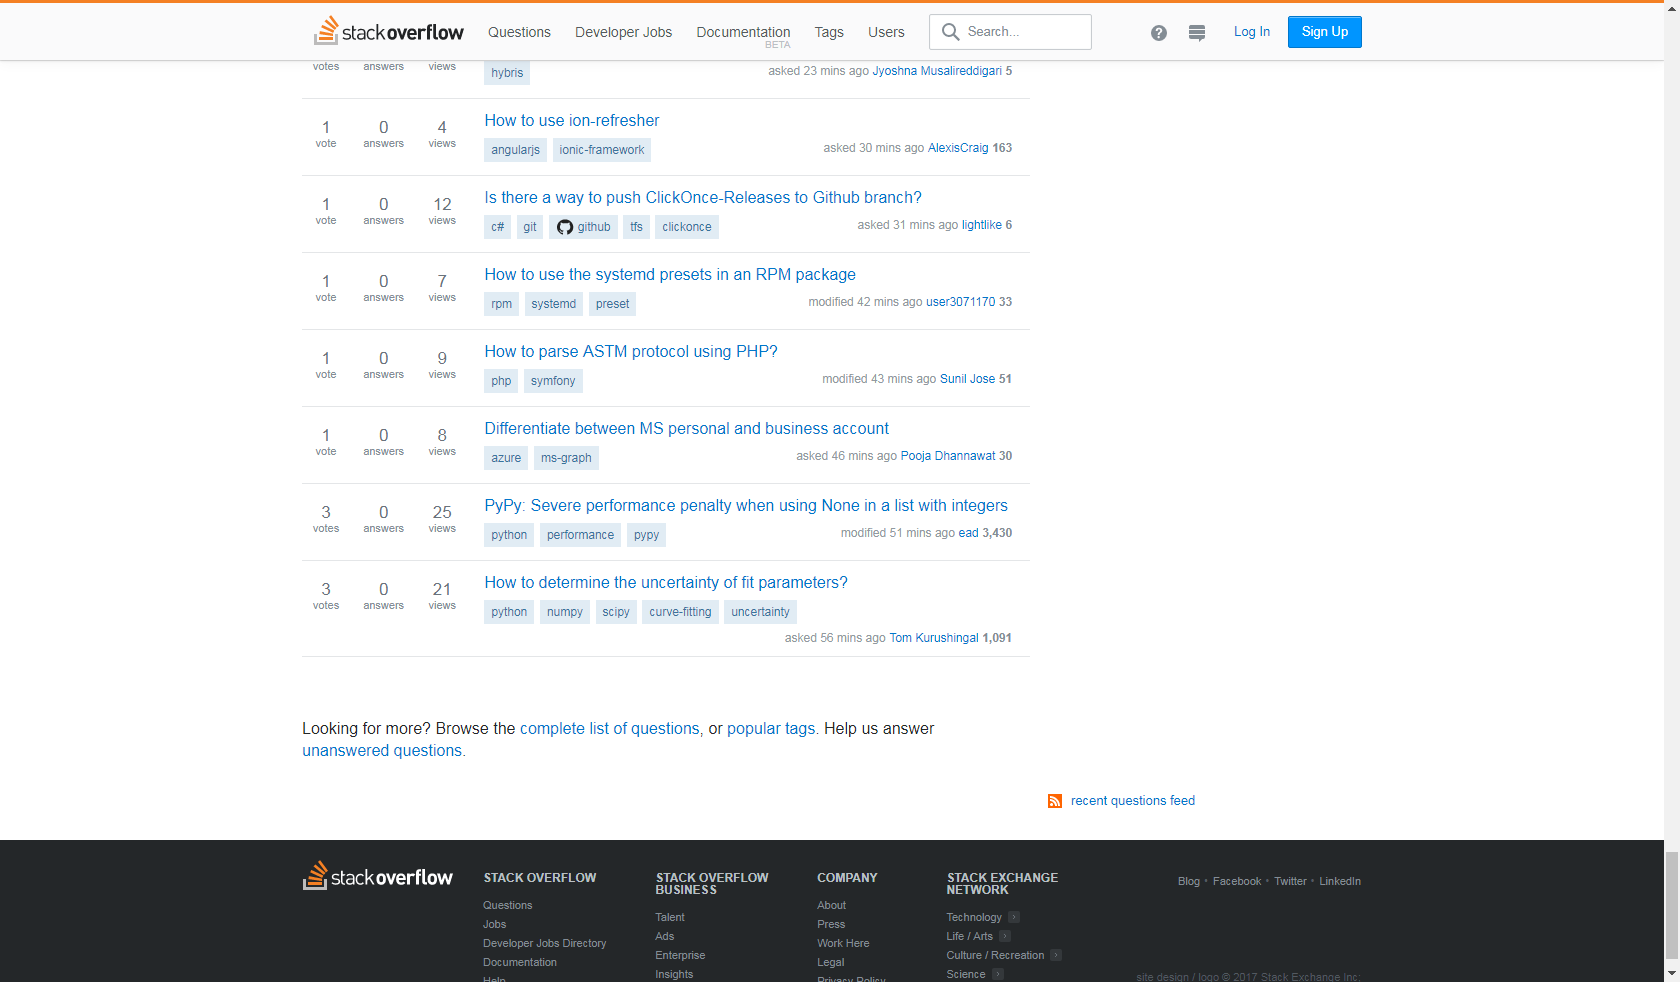 stackoverflow Questions Developer Jobs Documentation BETA Tags Users Search... Log In Sign Up
votes answers views hybris asked 23 mins ago Jyoshna Musalireddigari 5
1 vote 0 answers 4 views
How to use ion-refresher
angularjs ionic-framework asked 30 mins ago AlexisCraig 163
1 vote 0 answers 12 views
Is there a way to push ClickOnce-Releases to Github branch?
c# git github tfs clickonce asked 31 mins ago lightlike 6
1 vote 0 answers 7 views
How to use the systemd presets in an RPM package
rpm systemd preset modified 42 mins ago user3071170 33
1 vote 0 answers 9 views
How to parse ASTM protocol using PHP?
php symfony modified 43 mins ago Sunil Jose 51
1 vote 0 answers 8 views
Differentiate between MS personal and business account
azure ms-graph asked 46 mins ago Pooja Dhannawat 30
3 votes 0 answers 25 views
PyPy: Severe performance penalty when using None in a list with integers
python performance pypy modified 51 mins ago ead 3,430
3 votes 0 answers 21 views
How to determine the uncertainty of fit parameters?
python numpy scipy curve-fitting uncertainty
asked 56 mins ago Tom Kurushingal 1,091
Looking for more? Browse the complete list of questions, or popular tags. Help us answer
unanswered questions.
recent questions feed
stackoverflow
STACK OVERFLOW
Questions
Jobs
Developer Jobs Directory
Documentation
Help
STACK OVERFLOW
BUSINESS
Talent
Ads
Enterprise
Insights
COMPANY
About
Press
Work Here
Legal
Privacy Policy
STACK EXCHANGE
NETWORK
Technology
Life / Arts
Culture / Recreation
Science
Blog • Facebook • Twitter • LinkedIn
site design / logo © 2017 Stack Exchange Inc;